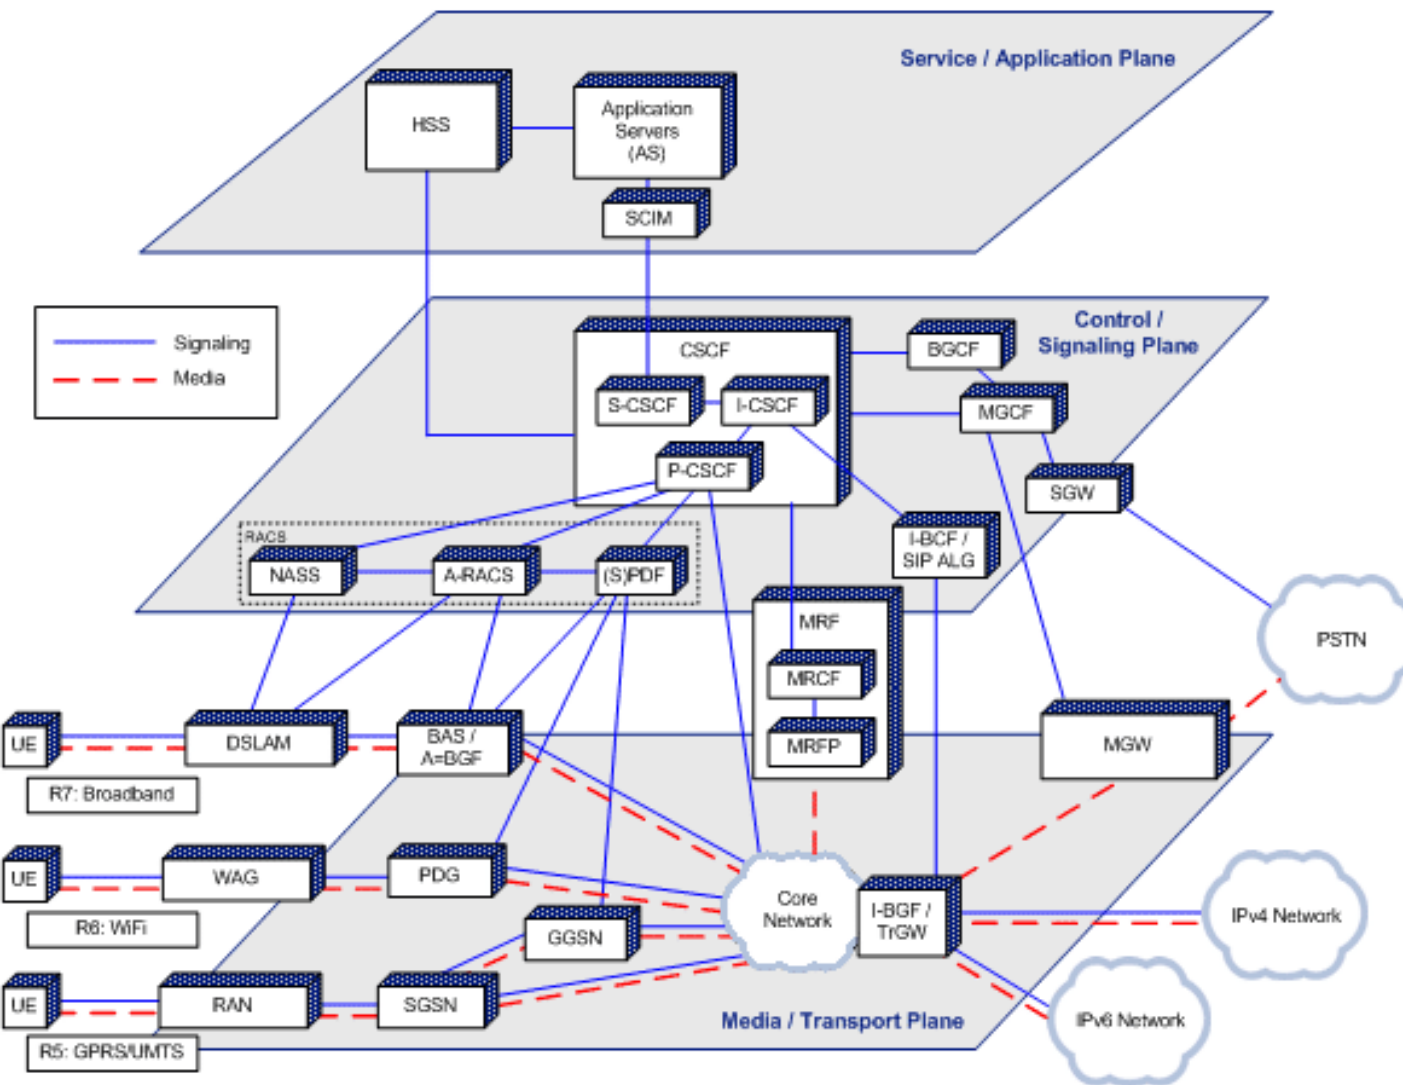 Service / Application Plane
HSS
Application
Servers
(AS)
SCIM
Signaling
Media
Control /
Signaling Plane
CSCF
BGCF
S-CSCF
I-CSCF
MGCF
P-CSCF
SGW
RACS
I-BCF /
SIP ALG
NASS
A-RACS
(S)PDF
MRF
PSTN
MRCF
UE
DSLAM
BAS /
A=BGF
MRFP
MGW
R7: Broadband
UE
WAG
PDG
Core
Network
I-BGF /
TrGW
IPv4 Network
R6: WiFi
GGSN
UE
RAN
SGSN
Media / Transport Plane
IPv6 Network
R5: GPRS/UMTS